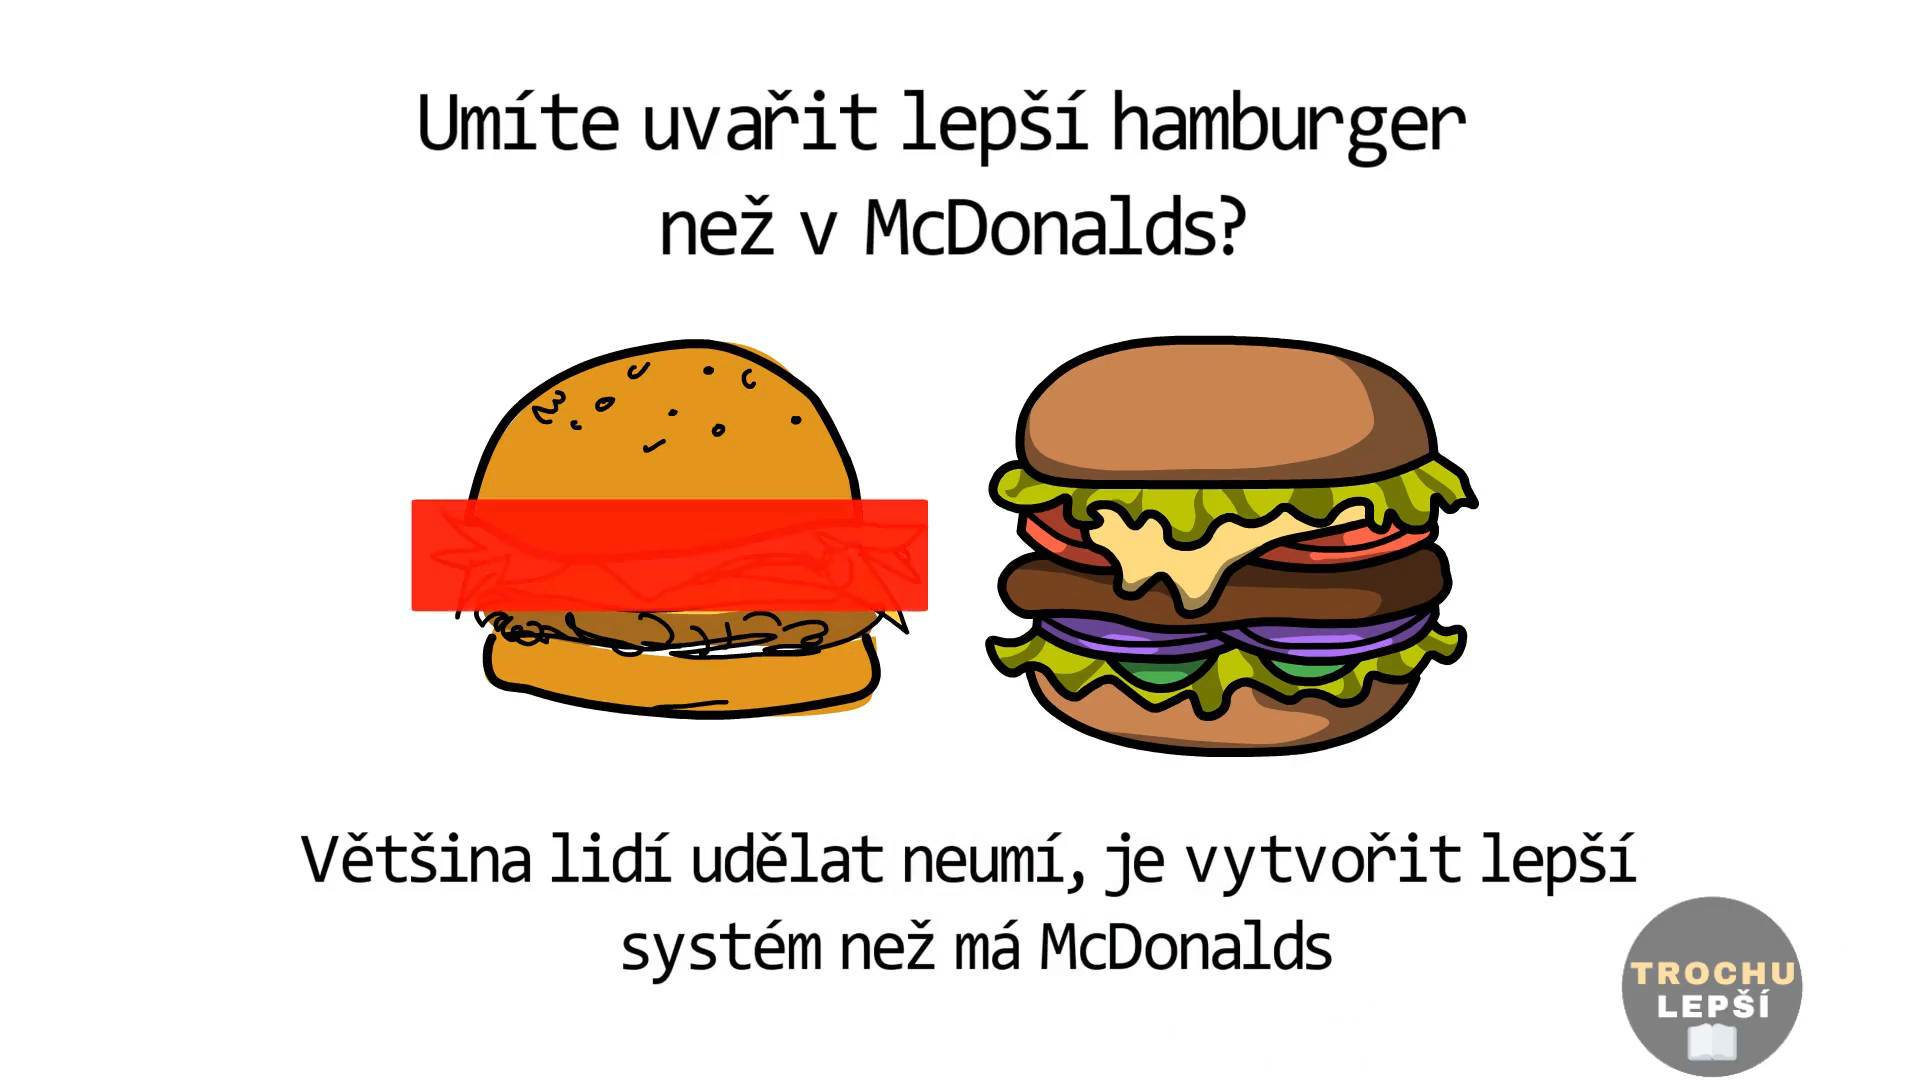 Umíte uvařit lepší hamburger
než v McDonalds?
Většina lidí udělat neumí, je vytvořit lepší
systém než má McDonalds
TROCHU
LEPŠÍ